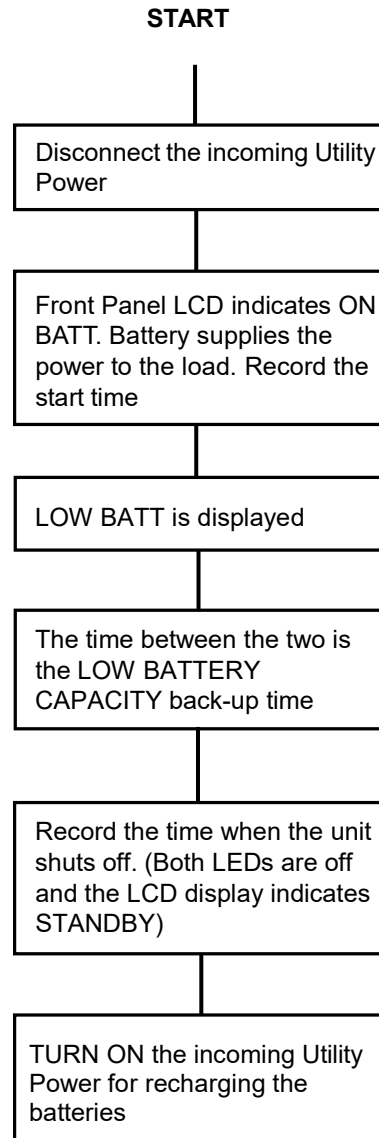 START
Disconnect the incoming Utility
Power
Front Panel LCD indicates ON
BATT. Battery supplies the
power to the load. Record the
start time
LOW BATT is displayed
The time between the two is
the LOW BATTERY
CAPACITY back-up time
Record the time when the unit
shuts off. (Both LEDs are off
and the LCD display indicates
STANDBY)
TURN ON the incoming Utility
Power for recharging the
batteries